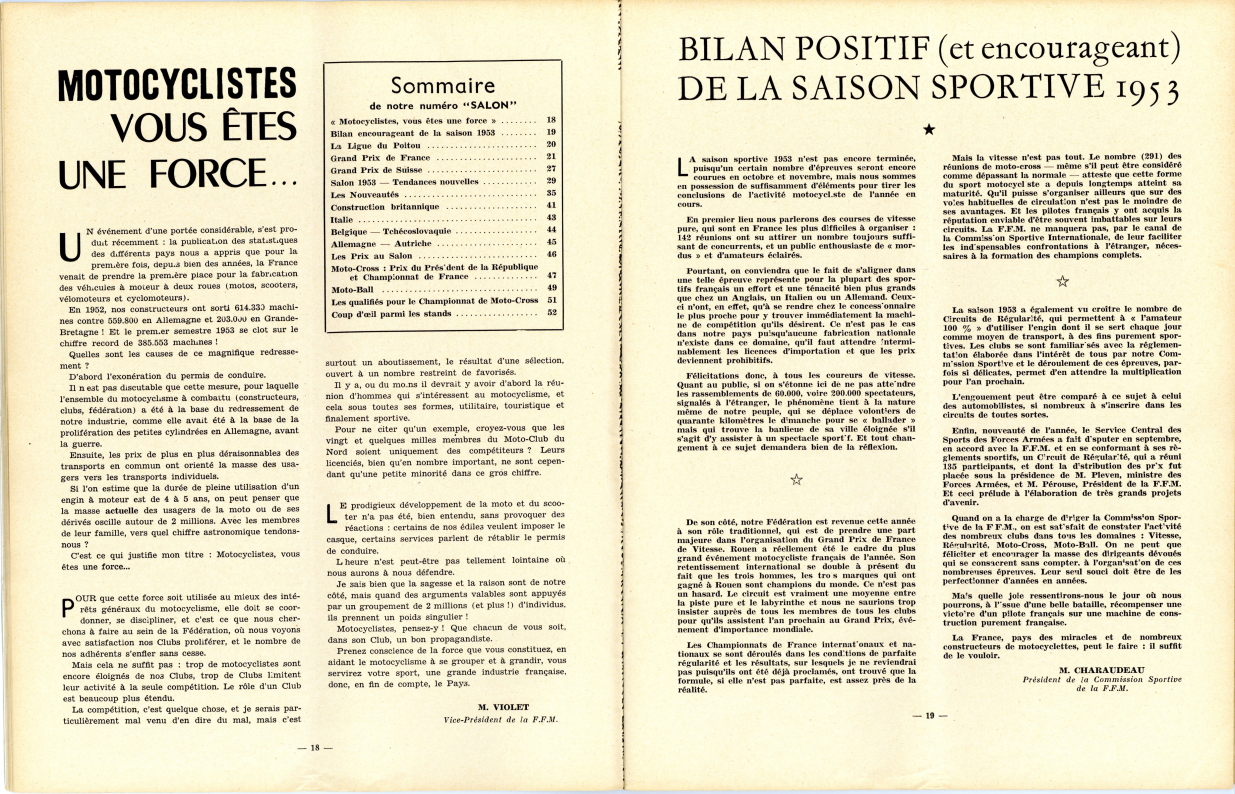 MOTOCYCLISTES
VOUS ÊTES
UNE FORCE...
UN événement d'une portée considérable, s'est pro-
duit récemment : la publication des statistiques
des différents pays nous a appris que pour la
première fois, depuis bien des années, la France
venait de prendre la première place pour la fabrication
des véhicules à moteur à deux roues (motos, scooters,
vélomoteurs et cyclomoteurs).
En 1952, nos constructeurs ont sorti 614.330 machi-
nes contre 559.800 en Allemagne et 203.000 en Grande-
Bretagne ! Et le premier semestre 1953 se clot sur le
chiffre record de 385.553 machines !
Quelles sont les causes de ce magnifique redresse-
ment ?
D'abord l'exonération du permis de conduire.
Il n'est pas discutable que cette mesure, pour laquelle
l'ensemble du motocyclisme à combattu (constructeurs,
clubs, fédération) a été à la base du redressement de
notre industrie, comme elle avait été à la base de la
prolifération des petites cylindrées en Allemagne, avant
la guerre.
Ensuite, les prix de plus en plus déraisonnables des
transports en commun ont orienté la masse des usa-
gers vers les transports individuels.
Si l'on estime que la durée de pleine utilisation d'un
engin à moteur est de 4 à 5 ans, on peut penser que
la masse actuelle des usagers de la moto ou de ses
dérivés oscille autour de 2 millions. Avec les membres
de leur famille, vers quel chiffre astronomique tendons-
nous ?
C'est ce qui justifie mon titre : Motocyclistes, vous
êtes une force...
POUR que cette force soit utilisée au mieux des inté-
rêts généraux du motocyclisme, elle doit se coor-
donner, se discipliner, et c'est ce que nous cher-
chons à faire au sein de la Fédération, où nous voyons
avec satisfaction nos Clubs proliférer, et le nombre de
nos adhérents s'enfler sans cesse.
Mais cela ne suffit pas : trop de motocyclistes sont
encore éloignés de nos Clubs, trop de Clubs limitent
leur activité à la seule compétition. Le rôle d'un Club
est beaucoup plus étendu.
La compétition, c'est quelque chose, et je serais par-
ticulièrement mal venu d'en dire du mal, mais c'est
Sommaire
de notre numéro "SALON"
« Motocyclistes, vous êtes une force » ........ 18
Bilan encourageant de la saison 1953 ........ 19
La Ligue du Poitou ........ 20
Grand Prix de France ........ 21
Grand Prix de Suisse ........ 27
Salon 1953 — Tendances nouvelles ........ 29
Les Nouveautés ........ 35
Construction britannique ........ 41
Italie ........ 43
Belgique — Tchécoslovaquie ........ 44
Allemagne — Autriche ........ 45
Les Prix au Salon ........ 46
Moto-Cross : Prix du Président de la République
et Championnat de France ........ 47
Moto-Ball ........ 49
Les qualifiés pour le Championnat de Moto-Cross 51
Coup d'œil parmi les stands ........ 52
surtout un aboutissement, le résultat d'une sélection,
ouvert à un nombre restreint de favorisés.
Il y a, ou du moins il devrait y avoir d'abord la réu-
nion d'hommes qui s'intéressent au motocyclisme, et
cela sous toutes ses formes, utilitaire, touristique et
finalement sportive.
Pour ne citer qu'un exemple, croyez-vous que les
vingt et quelques milles membres du Moto-Club du
Nord soient uniquement des compétiteurs ? Leurs
licenciés, bien qu'en nombre important, ne sont cepen-
dant qu'une petite minorité dans ce gros chiffre.
LE prodigieux développement de la moto et du scoo-
ter n'a pas été, bien entendu, sans provoquer des
réactions : certains de nos édiles veulent imposer le
casque, certains services parlent de rétablir le permis
de conduire.
L'heure n'est peut-être pas tellement lointaine où
nous aurons à nous défendre.
Je sais bien que la sagesse et la raison sont de notre
côté, mais quand des arguments valables sont appuyés
par un groupement de 2 millions (et plus !) d'individus,
ils prennent un poids singulier !
Motocyclistes, pensez-y ! Que chacun de vous soit,
dans son Club, un bon propagandiste.
Prenez conscience de la force que vous constituez, en
aidant le motocyclisme à se grouper et à grandir, vous
servirez votre sport, une grande industrie française,
donc, en fin de compte, le Pays.
M. VIOLET
Vice-Président de la F.F.M.
— 18 —
BILAN POSITIF (et encourageant)
DE LA SAISON SPORTIVE 1953
★
LA saison sportive 1953 n'est pas encore terminée,
puisqu'un certain nombre d'épreuves seront encore
courues en octobre et novembre, mais nous sommes
en possession de suffisamment d'éléments pour tirer les
conclusions de l'activité motocycliste de l'année en
cours.
En premier lieu nous parlerons des courses de vitesse
pure, qui sont en France les plus difficiles à organiser :
142 réunions ont su attirer un nombre toujours suffi-
sant de concurrents, et un public enthousiaste de « mor-
dus » et d'amateurs éclairés.
Pourtant, on conviendra que le fait de s'aligner dans
une telle épreuve représente pour la plupart des spor-
tifs français un effort et une ténacité bien plus grands
que chez un Anglais, un Italien ou un Allemand. Ceux-
ci n'ont, en effet, qu'à se rendre chez le concessionnaire
le plus proche pour y trouver immédiatement la machi-
ne de compétition qu'ils désirent. Ce n'est pas le cas
dans notre pays puisqu'aucune fabrication nationale
n'existe dans ce domaine, qu'il faut attendre intermi-
nablement les licences d'importation et que les prix
deviennent prohibitifs.
Félicitations donc, à tous les coureurs de vitesse.
Quant au public, si on s'étonne ici de ne pas atteindre
les rassemblements de 60.000, voire 200.000 spectateurs,
signalés à l'étranger, le phénomène tient à la nature
même de notre peuple, qui se déplace volontiers de
quarante kilomètres le dimanche pour se « ballader »
mais qui trouve la banlieue de sa ville éloignée s'il
s'agit d'y assister à un spectacle sportif. Et tout chan-
gement à ce sujet demandera bien de la réflexion.
☆
De son côté, notre Fédération est revenue cette année
à son rôle traditionnel, qui est de prendre une part
majeure dans l'organisation du Grand Prix de France
de Vitesse. Rouen a réellement été le cadre du plus
grand événement motocycliste français de l'année. Son
retentissement international se double à présent du
fait que les trois hommes, les trois marques qui ont
gagné à Rouen sont champions du monde. Ce n'est pas
un hasard. Le circuit est vraiment une moyenne entre
la piste pure et le labyrinthe et nous ne saurions trop
insister auprès de tous les membres de tous les clubs
pour qu'ils assistent l'an prochain au Grand Prix, évé-
nement d'importance mondiale.
Les Championnats de France internationaux et na-
tionaux se sont déroulés dans les conditions de parfaite
régularité et les résultats, sur lesquels je ne reviendrai
pas puisqu'ils ont été déjà proclamés, ont trouvé que la
formule, si elle n'est pas parfaite, est assez près de la
réalité.
Mais la vitesse n'est pas tout. Le nombre (291) des
réunions de moto-cross — même s'il peut être considéré
comme dépassant la normale — atteste que cette forme
du sport motocycliste a depuis longtemps atteint sa
maturité. Qu'il puisse s'organiser ailleurs que sur des
voies habituelles de circulation n'est pas le moindre de
ses avantages. Et les pilotes français y ont acquis la
réputation enviable d'être souvent imbattables sur leurs
circuits. La F.F.M. ne manquera pas, par le canal de
la Commission Sportive Internationale, de leur faciliter
les indispensables confrontations à l'étranger, néces-
saires à la formation des champions complets.
☆
La saison 1953 a également vu croître le nombre de
Circuits de Régularité, qui permettent à « l'amateur
100 % » d'utiliser l'engin dont il se sert chaque jour
comme moyen de transport, à des fins purement spor-
tives. Les clubs se sont familiarisés avec la réglemen-
tation élaborée dans l'intérêt de tous par notre Com-
mission Sportive et le déroulement de ces épreuves, par-
fois si délicates, permet d'en attendre la multiplication
pour l'an prochain.
L'engouement peut être comparé à ce sujet à celui
des automobilistes, si nombreux à s'inscrire dans les
circuits de toutes sortes.
Enfin, nouveauté de l'année, le Service Central des
Sports des Forces Armées a fait disputer en septembre,
en accord avec la F.F.M. et en se conformant à ses rè-
glements sportifs, un Circuit de Régularité, qui a réuni
135 participants, et dont la distribution des prix fut
placée sous la présidence de M. Pleven, ministre des
Forces Armées, et M. Pérouse, Président de la F.F.M.
Et ceci prélude à l'élaboration de très grands projets
d'avenir.
Quand on a la charge de diriger la Commission Spor-
tive de la F F.M., on est satisfait de constater l'activité
des nombreux clubs dans tous les domaines : Vitesse,
Régularité, Moto-Cross, Moto-Ball. On ne peut que
féliciter et encourager la masse des dirigeants dévoués
qui se consacrent sans compter, à l'organisation de ces
nombreuses épreuves. Leur seul souci doit être de les
perfectionner d'années en années.
Mais quelle joie ressentirons-nous le jour où nous
pourrons, à l'issue d'une belle bataille, récompenser une
victoire d'un pilote français sur une machine de cons-
truction purement française.
La France, pays des miracles et de nombreux
constructeurs de motocyclettes, peut le faire : il suffit
de le vouloir.
M. CHARAUDEAU
Président de la Commission Sportive
de la F.F.M.
— 19 —